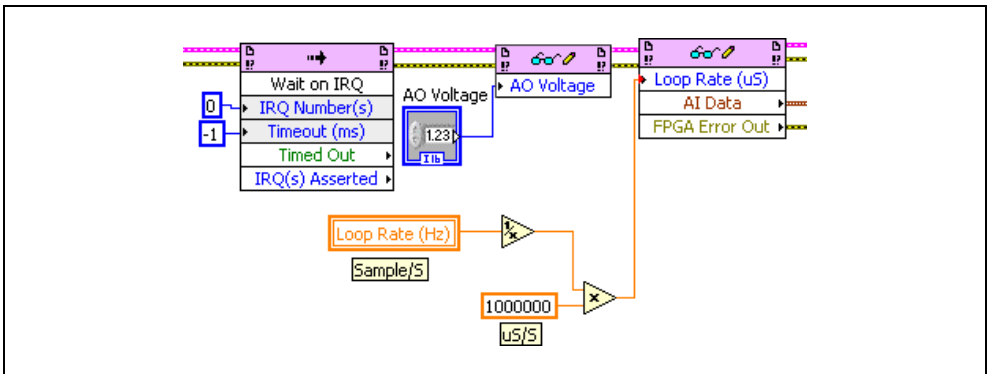 Wait on IRQ
0
IRQ Number(s)
-1
Timeout (ms)
Timed Out
IRQ(s) Asserted
AO Voltage
1.23
AO Voltage
Loop Rate (uS)
AI Data
FPGA Error Out
Loop Rate (Hz)
1/x
Sample/S
x
1000000
uS/S